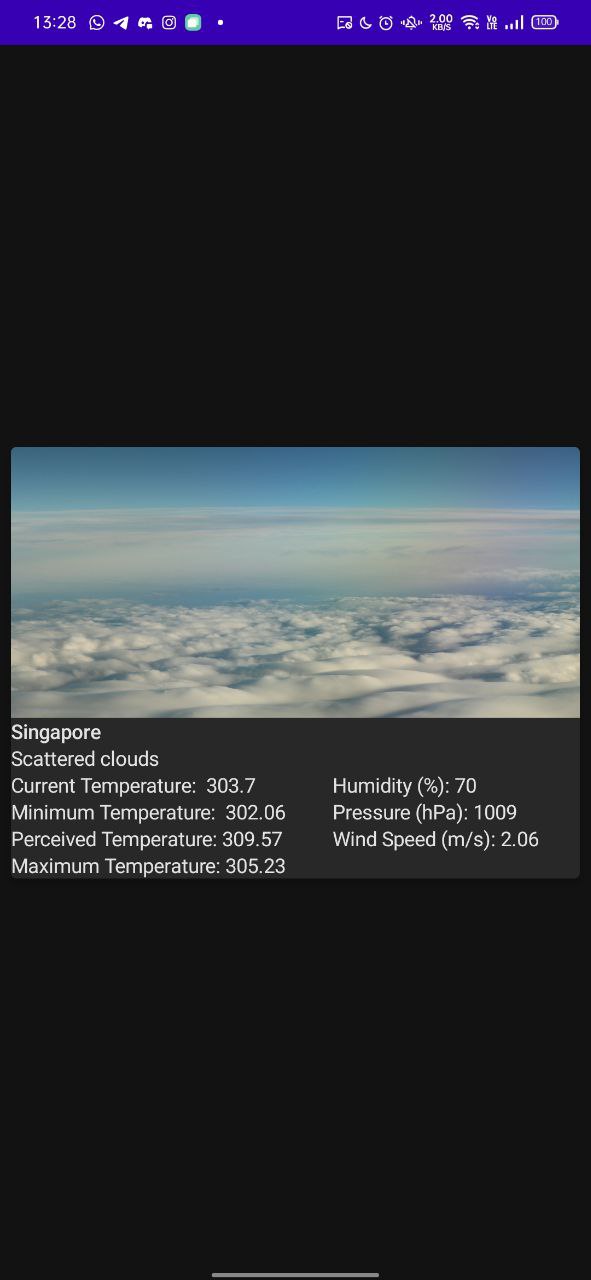 13:28 2.00 KB/S Vo LTE 100
Singapore
Scattered clouds
Current Temperature:  303.7
Minimum Temperature:  302.06
Perceived Temperature: 309.57
Maximum Temperature: 305.23
Humidity (%): 70
Pressure (hPa): 1009
Wind Speed (m/s): 2.06